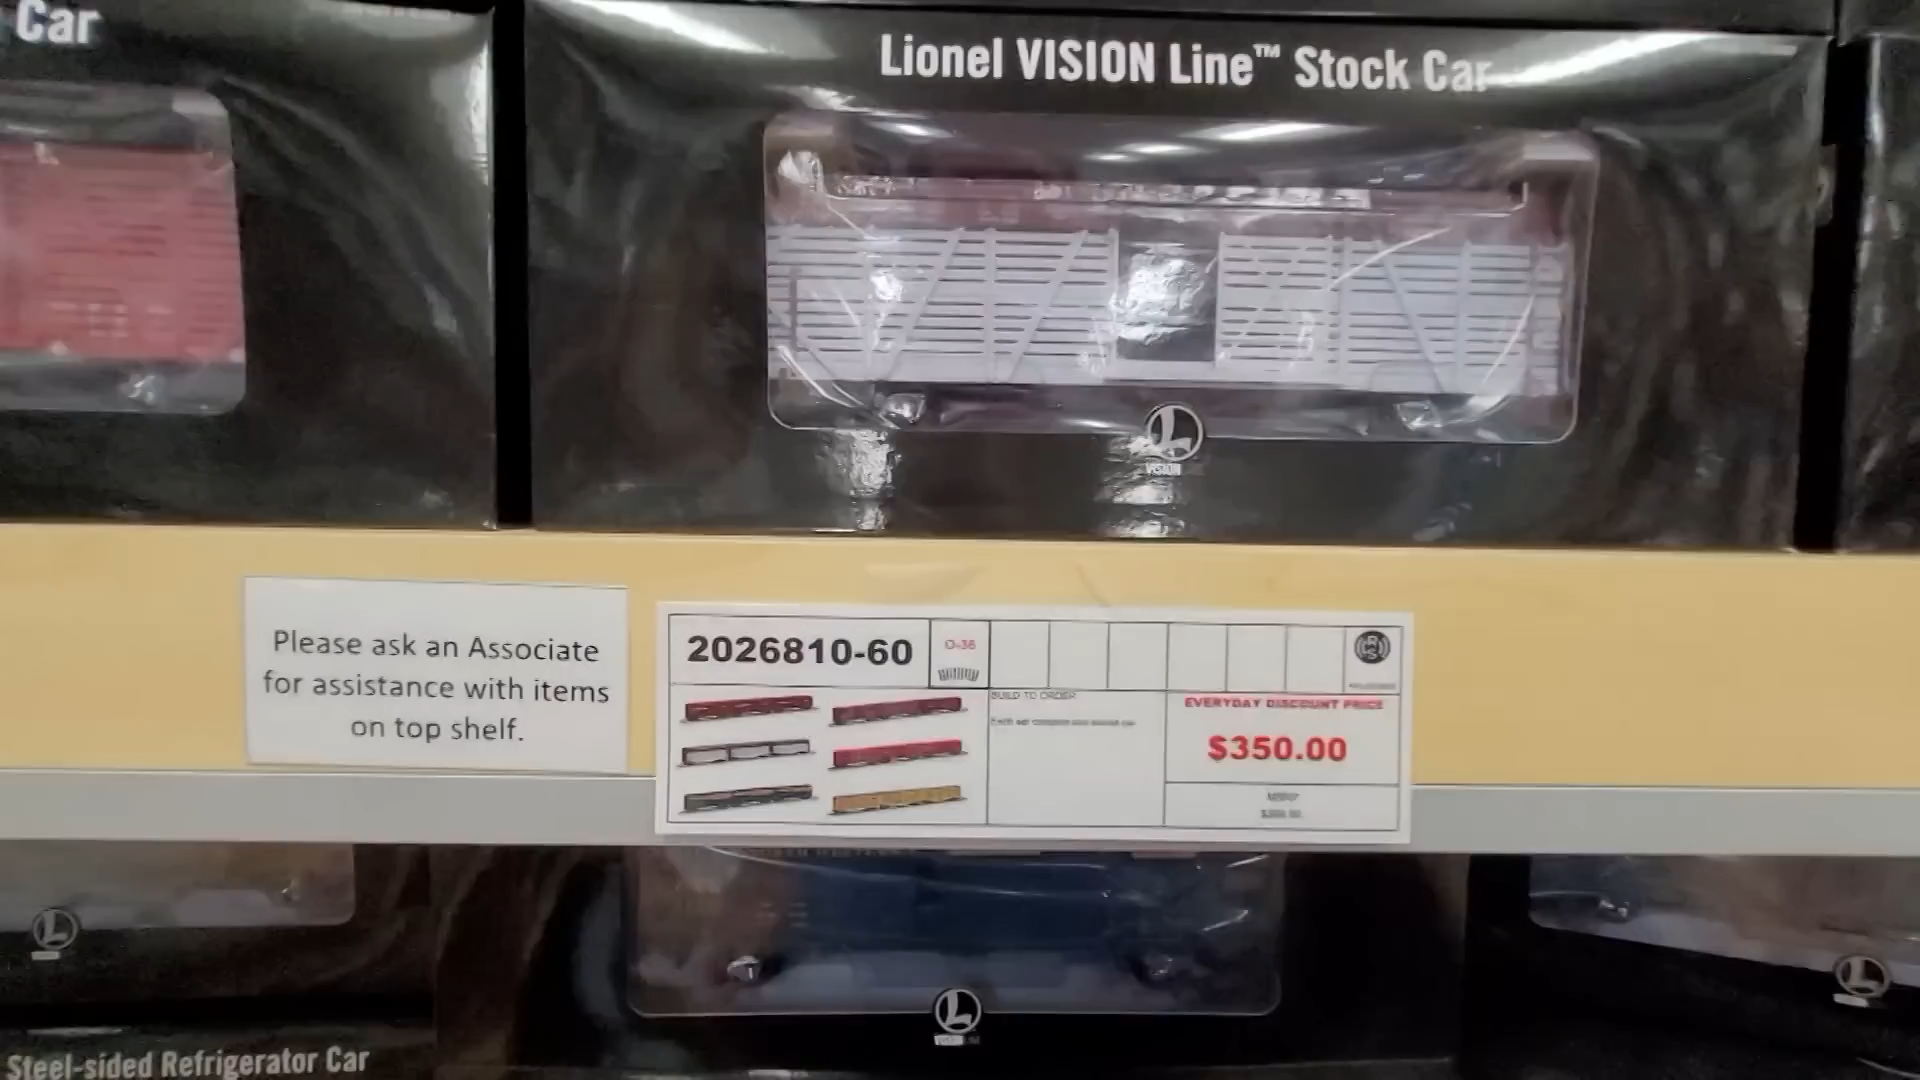 Car
Lionel VISION Line™ Stock Car
VISION
Please ask an Associate
for assistance with items
on top shelf.
2026810-60
O-36
BUILD TO ORDER
EVERYDAY DISCOUNT PRICE
$350.00
Steel-sided Refrigerator Car